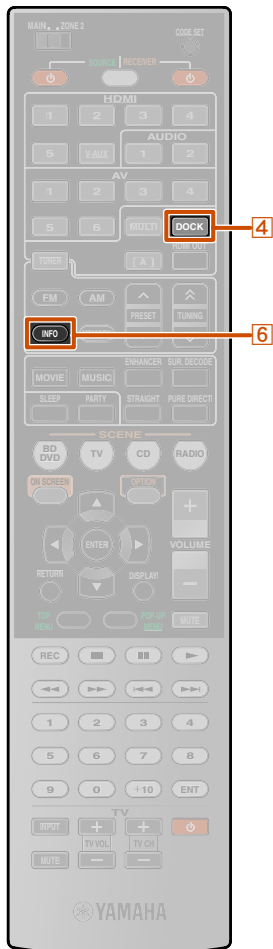 MAIN ZONE 2 CODE SET
SOURCE RECEIVER
HDMI
1 2 3 4
AUDIO
5 V-AUX 1 2
AV
1 2 3 4
5 6 MULTI DOCK 4
HDMI OUT
TUNER [ A ]
FM AM PRESET TUNING
INFO 6
ENHANCER SUR. DECODE
MOVIE MUSIC
SLEEP PARTY STRAIGHT PURE DIRECT
SCENE
BD DVD TV CD RADIO
ON SCREEN OPTION
+
ENTER VOLUME
RETURN DISPLAY
−
TOP MENU POP-UP MENU MUTE
REC
1 2 3 4
5 6 7 8
9 0 +10 ENT
TV
INPUT + +
TV VOL TV CH
MUTE − −
YAMAHA